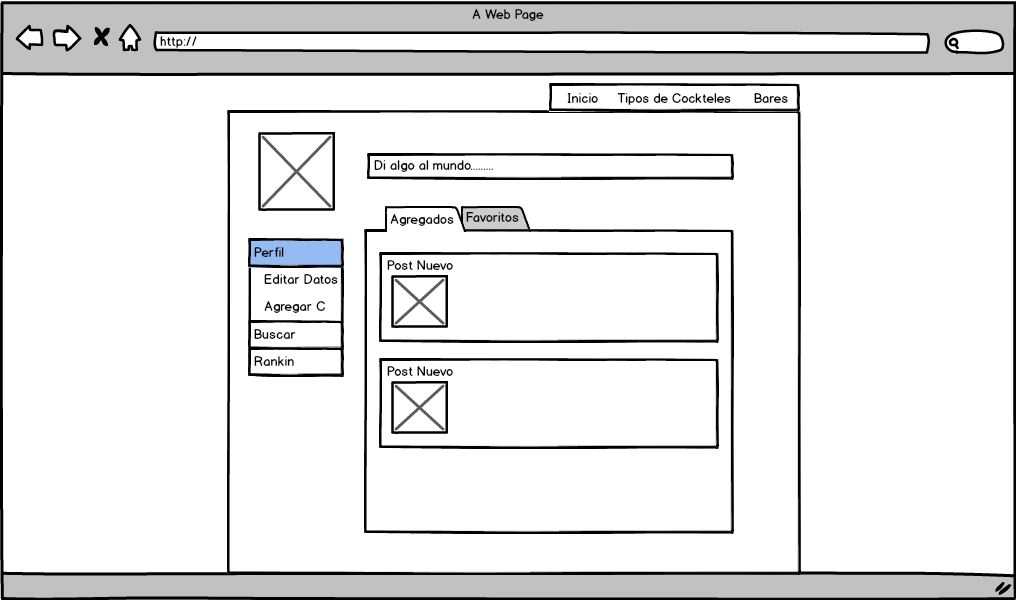 A Web Page
http://
Inicio Tipos de Cockteles Bares
Di algo al mundo.........
Agregados Favoritos
Perfil
Editar Datos
Agregar C
Buscar
Rankin
Post Nuevo
Post Nuevo